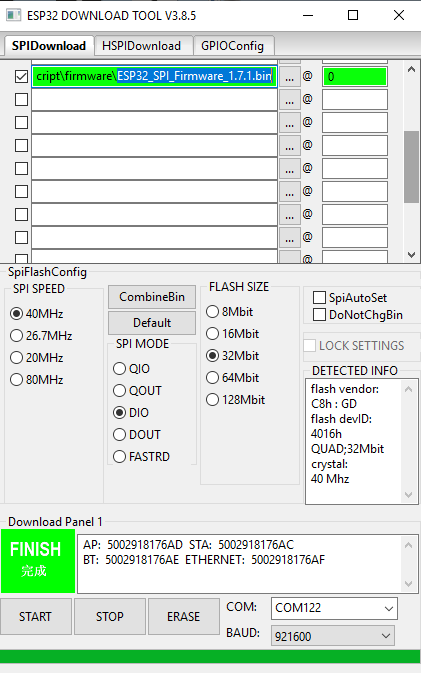 ESP32 DOWNLOAD TOOL V3.8.5
SPIDownload HSPIDownload GPIOConfig
cript\firmware\ESP32_SPI_Firmware_1.7.1.bin ... @ 0
... @
... @
... @
... @
... @
... @
... @
... @
SpiFlashConfig
SPI SPEED
40MHz
26.7MHz
20MHz
80MHz
CombineBin
Default
SPI MODE
QIO
QOUT
DIO
DOUT
FASTRD
FLASH SIZE
8Mbit
16Mbit
32Mbit
64Mbit
128Mbit
SpiAutoSet
DoNotChgBin
LOCK SETTINGS
DETECTED INFO
flash vendor:
C8h : GD
flash devID:
4016h
QUAD;32Mbit
crystal:
40 Mhz
Download Panel 1
FINISH
完成
AP: 5002918176AD STA: 5002918176AC
BT: 5002918176AE ETHERNET: 5002918176AF
START STOP ERASE
COM: COM122
BAUD: 921600